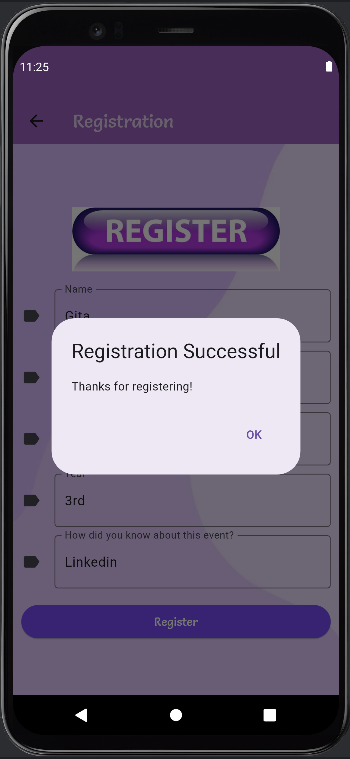 11:25
Registration
REGISTER
Name
Gita
Registration Successful
Thanks for registering!
OK
Year
3rd
How did you know about this event?
Linkedin
Register